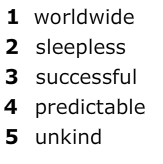 1 worldwide
2 sleepless
3 successful
4 predictable
5 unkind